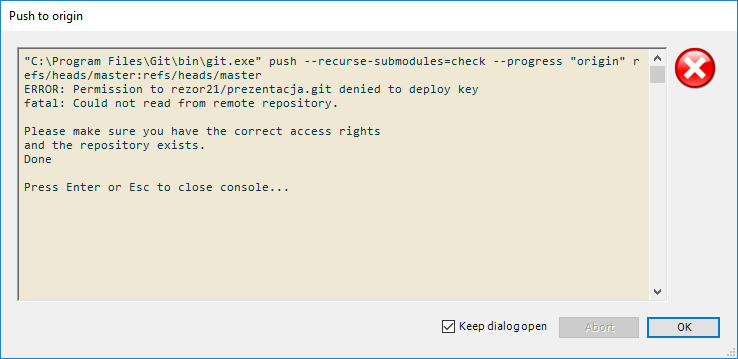 Push to origin
"C:\Program Files\Git\bin\git.exe" push --recurse-submodules=check --progress "origin" r
efs/heads/master:refs/heads/master
ERROR: Permission to rezor21/prezentacja.git denied to deploy key
fatal: Could not read from remote repository.
Please make sure you have the correct access rights
and the repository exists.
Done
Press Enter or Esc to close console...
Keep dialog open
Abort
OK